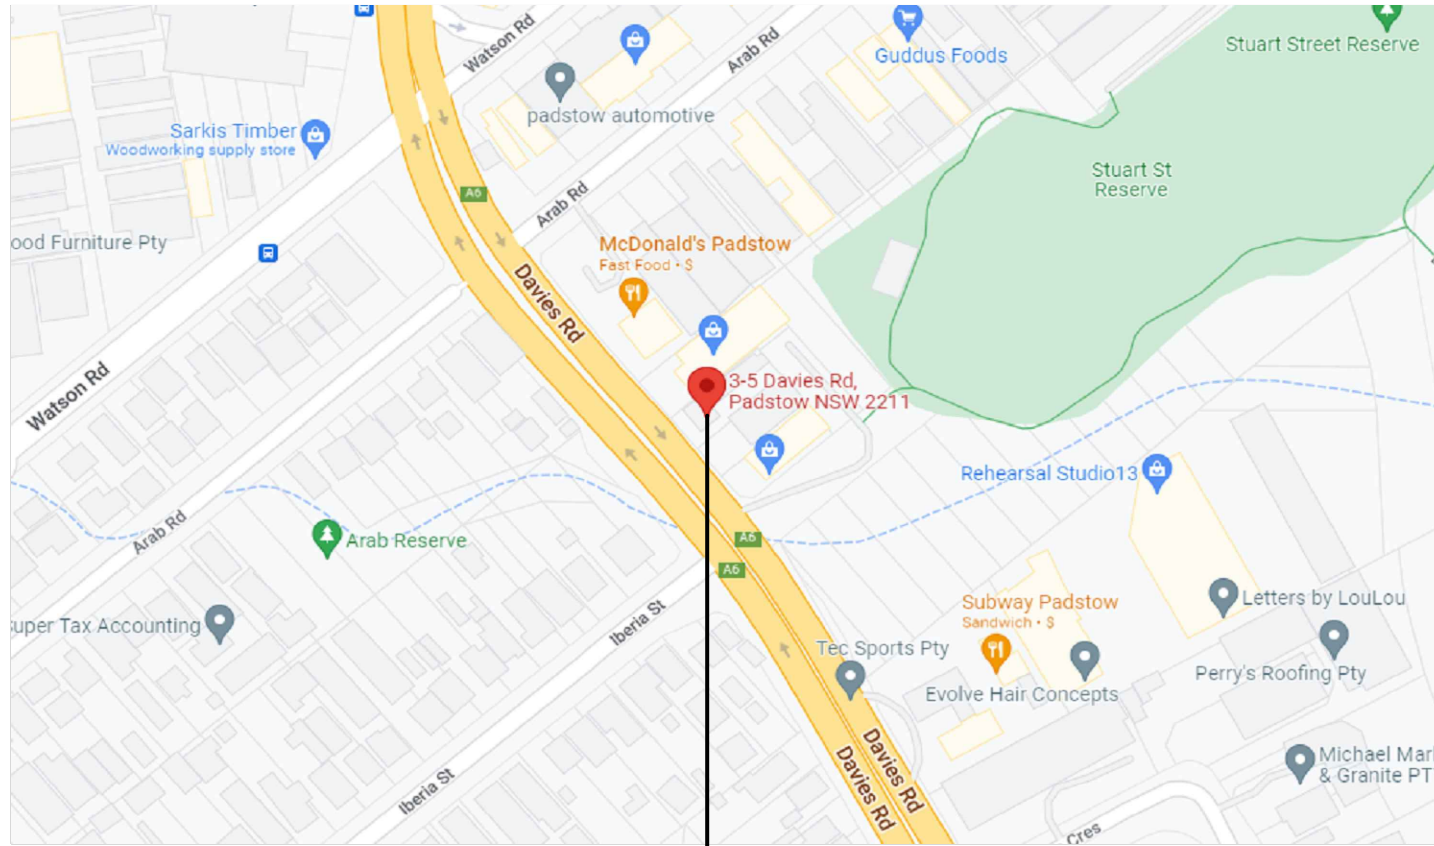 Watson Rd
Arab Rd
Guddus Foods
Stuart Street Reserve
padstow automotive
Sarkis Timber
Woodworking supply store
A6
Stuart St
Reserve
Arab Rd
ood Furniture Pty
McDonald's Padstow
Fast Food • $
Davies Rd
Watson Rd
3-5 Davies Rd,
Padstow NSW 2211
Rehearsal Studio13
Arab Rd
Arab Reserve
A6
A6
Iberia St
Subway Padstow
Sandwich • $
Letters by LouLou
uper Tax Accounting
Tec Sports Pty
Evolve Hair Concepts
Perry's Roofing Pty
Iberia St
Davies Rd
Davies Rd
Michael Mar
& Granite PT
Cres